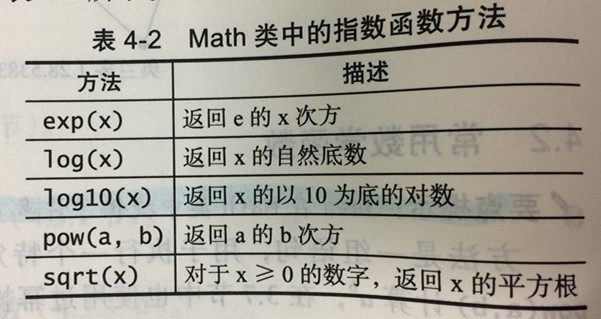 表 4-2 Math 类中的指数函数方法
方法 描述
exp(x) 返回 e 的 x 次方
log(x) 返回 x 的自然底数
log10(x) 返回 x 的以 10 为底的对数
pow(a, b) 返回 a 的 b 次方
sqrt(x) 对于 x ≥ 0 的数字，返回 x 的平方根